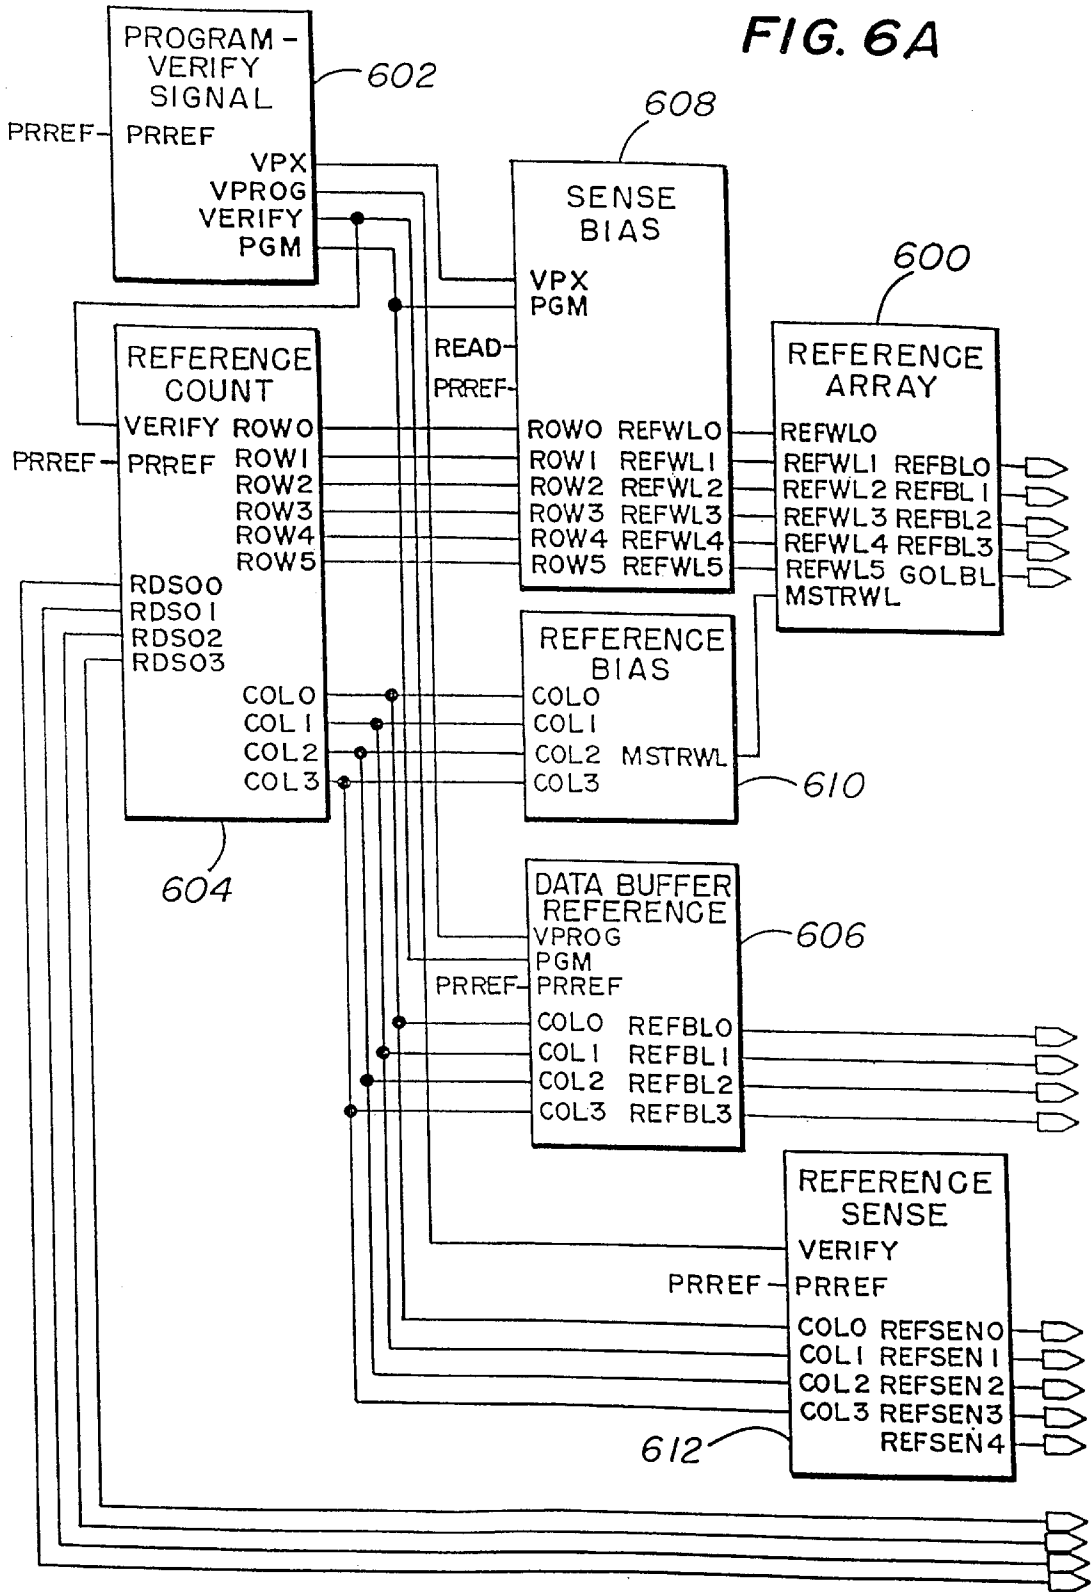 FIG. 6A
PROGRAM-
VERIFY
SIGNAL
602
PRREF
PRREF
VPX
VPROG
VERIFY
PGM
608
SENSE
BIAS
VPX
PGM
READ
PRREF
ROW0 REFWL0
ROW1 REFWL1
ROW2 REFWL2
ROW3 REFWL3
ROW4 REFWL4
ROW5 REFWL5
600
REFERENCE
ARRAY
REFWL0
REFWL1 REFBL0
REFWL2 REFBL1
REFWL3 REFBL2
REFWL4 REFBL3
REFWL5 GOLBL
MSTRWL
REFERENCE
COUNT
VERIFY ROW0
PRREF
PRREF
ROW1
ROW2
ROW3
ROW4
ROW5
RDS00
RDS01
RDS02
RDS03
COL0
COL1
COL2
COL3
604
REFERENCE
BIAS
COL0
COL1
COL2 MSTRWL
COL3
610
DATA BUFFER
REFERENCE
606
VPROG
PGM
PRREF
PRREF
COL0 REFBL0
COL1 REFBL1
COL2 REFBL2
COL3 REFBL3
REFERENCE
SENSE
VERIFY
PRREF
PRREF
COL0 REFSEN0
COL1 REFSEN1
COL2 REFSEN2
COL3 REFSEN3
REFSEN4
612